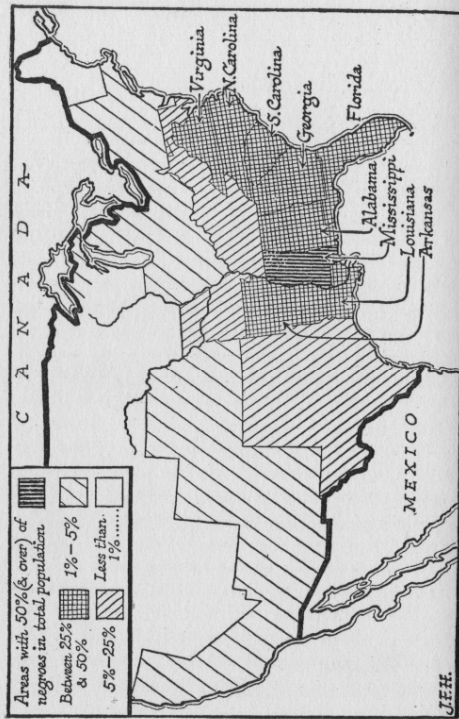 Areas with 50% (& over) of
negroes in total population
Between 25%
& 50%
1%–5%
5%–25%
Less than
1%......
C A N A D A
Virginia
N. Carolina
S. Carolina
Georgia
Florida
Alabama
Mississippi
Louisiana
Arkansas
MEXICO
J.F.H.